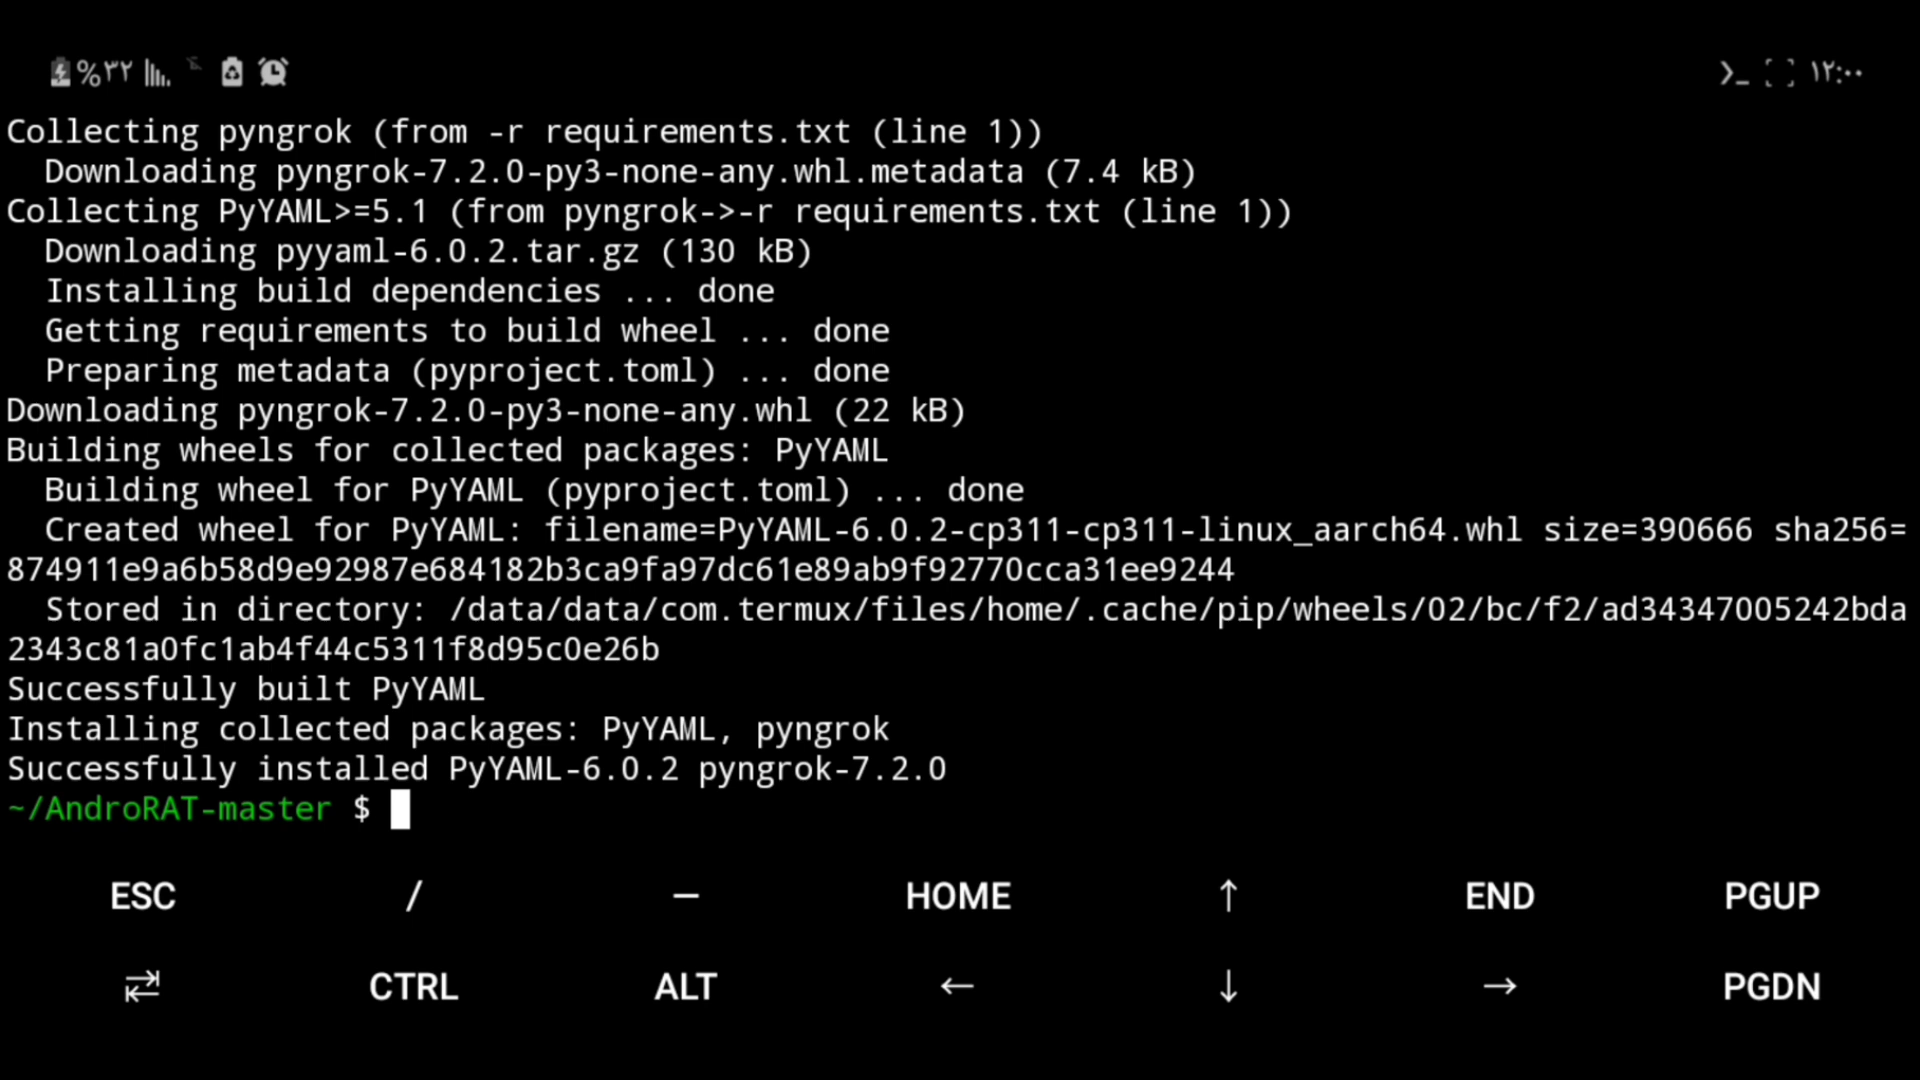 %۳۲
۱۲:۰۰
Collecting pyngrok (from -r requirements.txt (line 1))
Downloading pyngrok-7.2.0-py3-none-any.whl.metadata (7.4 kB)
Collecting PyYAML>=5.1 (from pyngrok->-r requirements.txt (line 1))
Downloading pyyaml-6.0.2.tar.gz (130 kB)
Installing build dependencies ... done
Getting requirements to build wheel ... done
Preparing metadata (pyproject.toml) ... done
Downloading pyngrok-7.2.0-py3-none-any.whl (22 kB)
Building wheels for collected packages: PyYAML
Building wheel for PyYAML (pyproject.toml) ... done
Created wheel for PyYAML: filename=PyYAML-6.0.2-cp311-cp311-linux_aarch64.whl size=390666 sha256=
874911e9a6b58d9e92987e684182b3ca9fa97dc61e89ab9f92770cca31ee9244
Stored in directory: /data/data/com.termux/files/home/.cache/pip/wheels/02/bc/f2/ad34347005242bda
2343c81a0fc1ab4f44c5311f8d95c0e26b
Successfully built PyYAML
Installing collected packages: PyYAML, pyngrok
Successfully installed PyYAML-6.0.2 pyngrok-7.2.0
~/AndroRAT-master $
ESC / — HOME ↑ END PGUP
CTRL ALT ← ↓ → PGDN